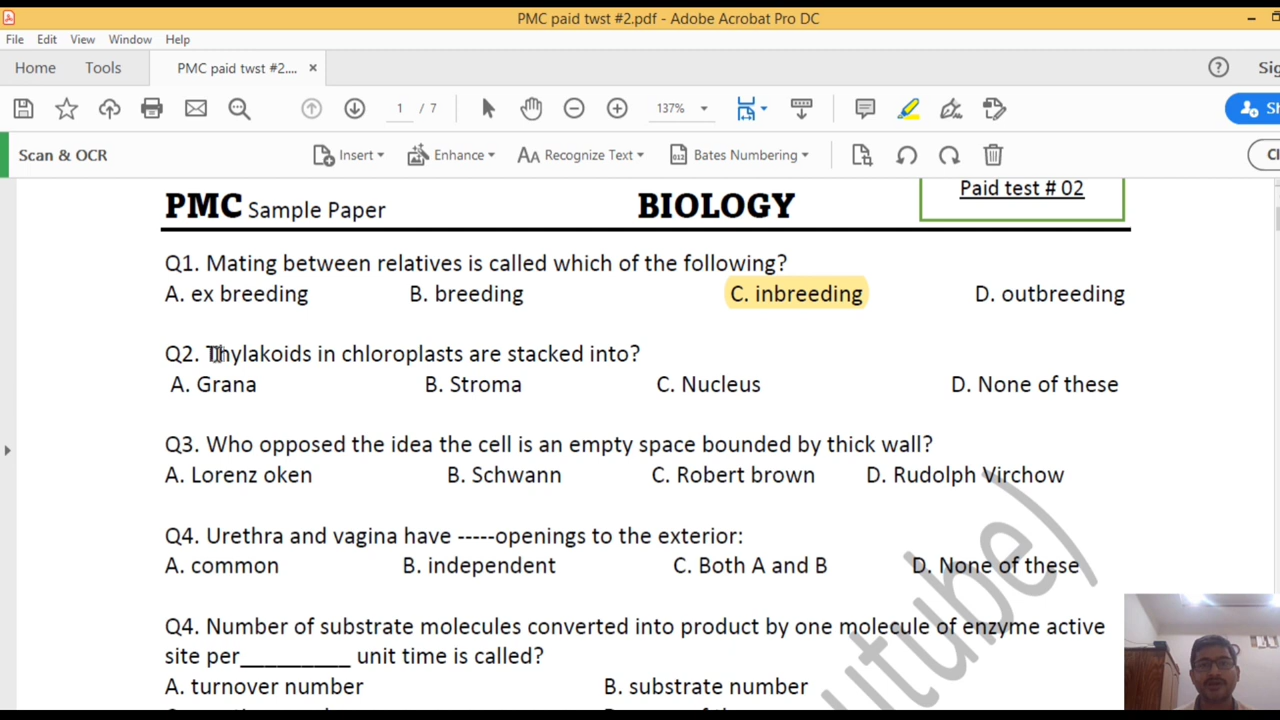 PMC paid twst #2.pdf - Adobe Acrobat Pro DC
File Edit View Window Help
Home Tools PMC paid twst #2.... ×
1 / 7 137%
Scan & OCR Insert Enhance Recognize Text Bates Numbering
Paid test # 02
PMC Sample Paper BIOLOGY
Q1. Mating between relatives is called which of the following?
A. ex breeding B. breeding C. inbreeding D. outbreeding
Q2. Thylakoids in chloroplasts are stacked into?
A. Grana B. Stroma C. Nucleus D. None of these
Q3. Who opposed the idea the cell is an empty space bounded by thick wall?
A. Lorenz oken B. Schwann C. Robert brown D. Rudolph Virchow
Q4. Urethra and vagina have -----openings to the exterior:
A. common B. independent C. Both A and B D. None of these
Q4. Number of substrate molecules converted into product by one molecule of enzyme active
site per_________ unit time is called?
A. turnover number B. substrate number
utube)